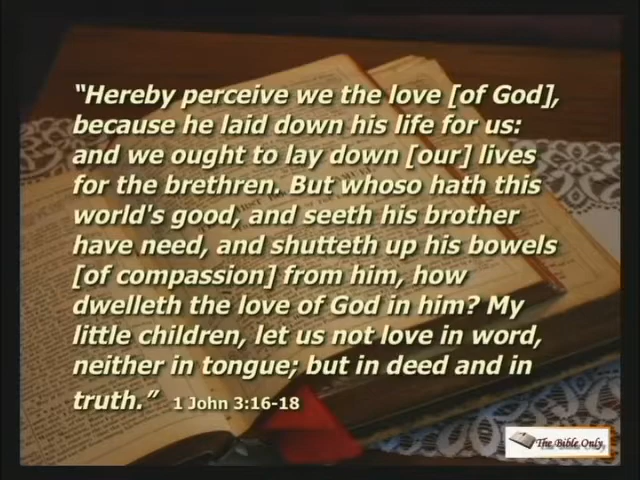 “Hereby perceive we the love [of God],
because he laid down his life for us:
and we ought to lay down [our] lives
for the brethren. But whoso hath this
world's good, and seeth his brother
have need, and shutteth up his bowels
[of compassion] from him, how
dwelleth the love of God in him? My
little children, let us not love in word,
neither in tongue; but in deed and in
truth.” 1 John 3:16-18
The Bible Only